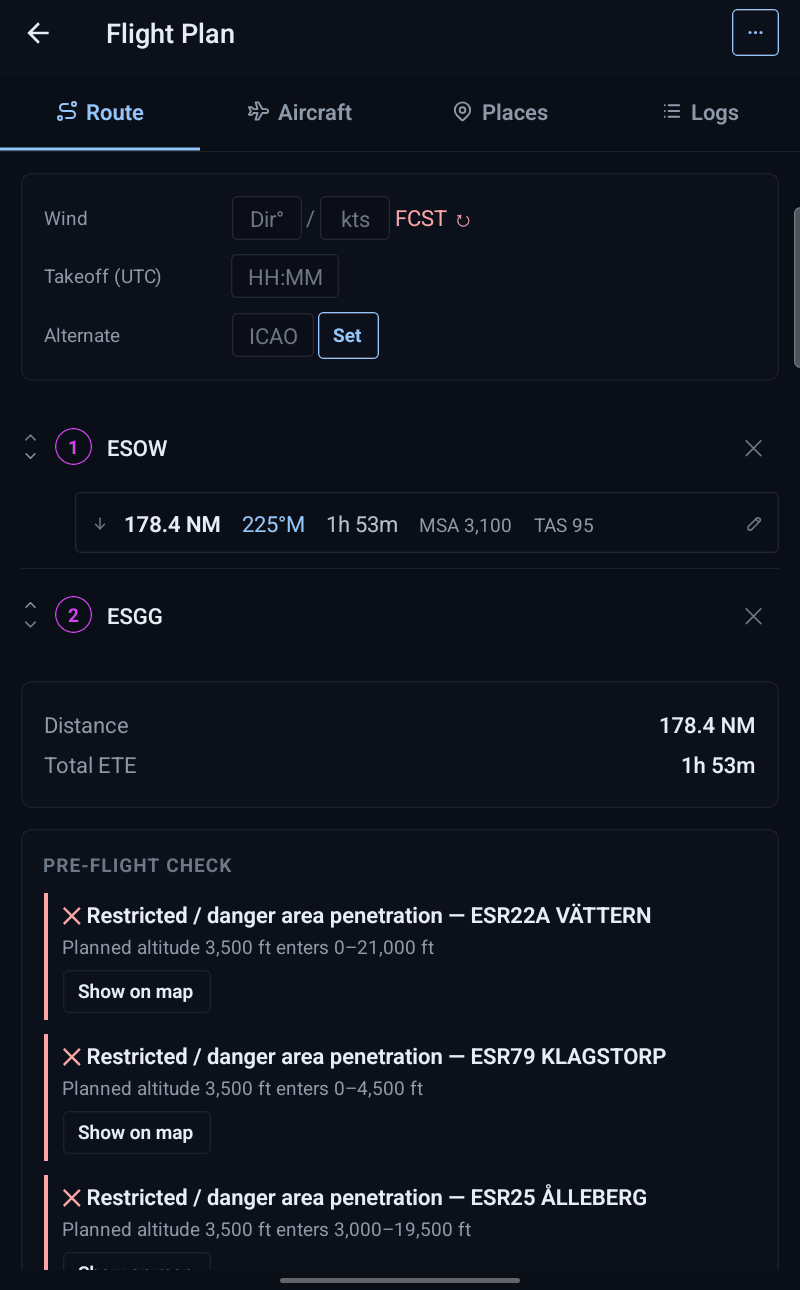 Flight Plan
...
Route Aircraft Places Logs
Wind Dir° / kts FCST ↻
Takeoff (UTC) HH:MM
Alternate ICAO Set
1 ESOW
↓ 178.4 NM 225°M 1h 53m MSA 3,100 TAS 95
2 ESGG
Distance 178.4 NM
Total ETE 1h 53m
PRE-FLIGHT CHECK
Restricted / danger area penetration — ESR22A VÄTTERN
Planned altitude 3,500 ft enters 0–21,000 ft
Show on map
Restricted / danger area penetration — ESR79 KLAGSTORP
Planned altitude 3,500 ft enters 0–4,500 ft
Show on map
Restricted / danger area penetration — ESR25 ÅLLEBERG
Planned altitude 3,500 ft enters 3,000–19,500 ft